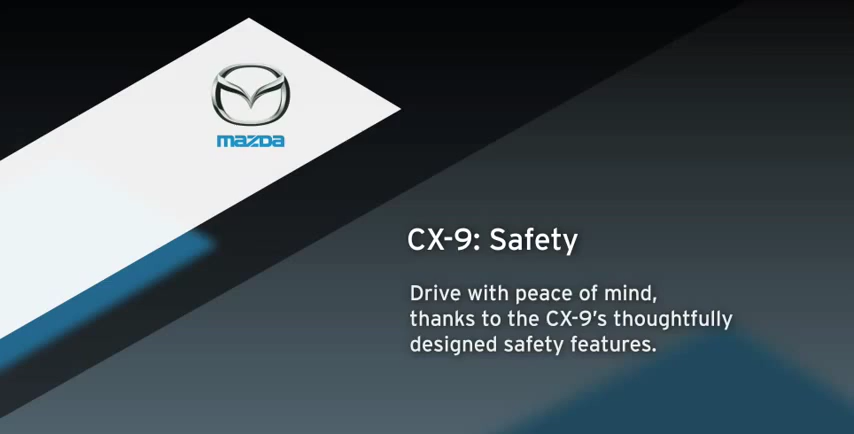 mazda
CX-9: Safety
Drive with peace of mind,
thanks to the CX-9's thoughtfully
designed safety features.